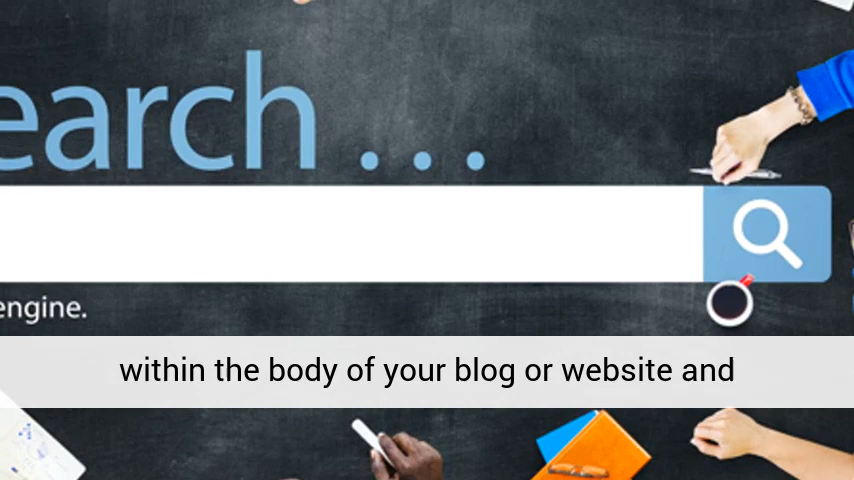 earch ...
engine.
within the body of your blog or website and